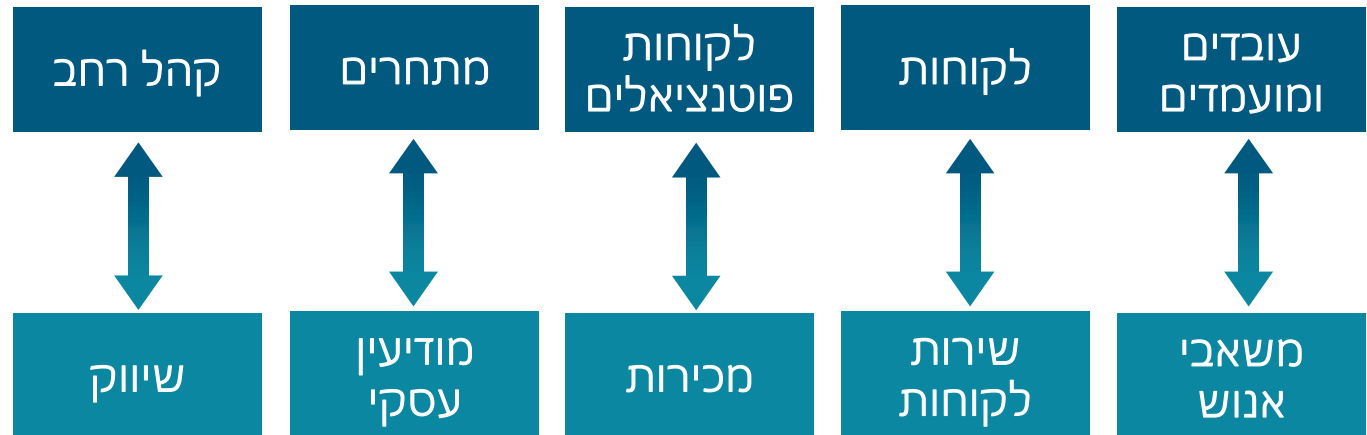 עובדים
ומועמדים
לקוחות
לקוחות
פוטנציאלים
מתחרים
קהל רחב
משאבי
אנוש
שירות
לקוחות
מכירות
מודיעין
עסקי
שיווק